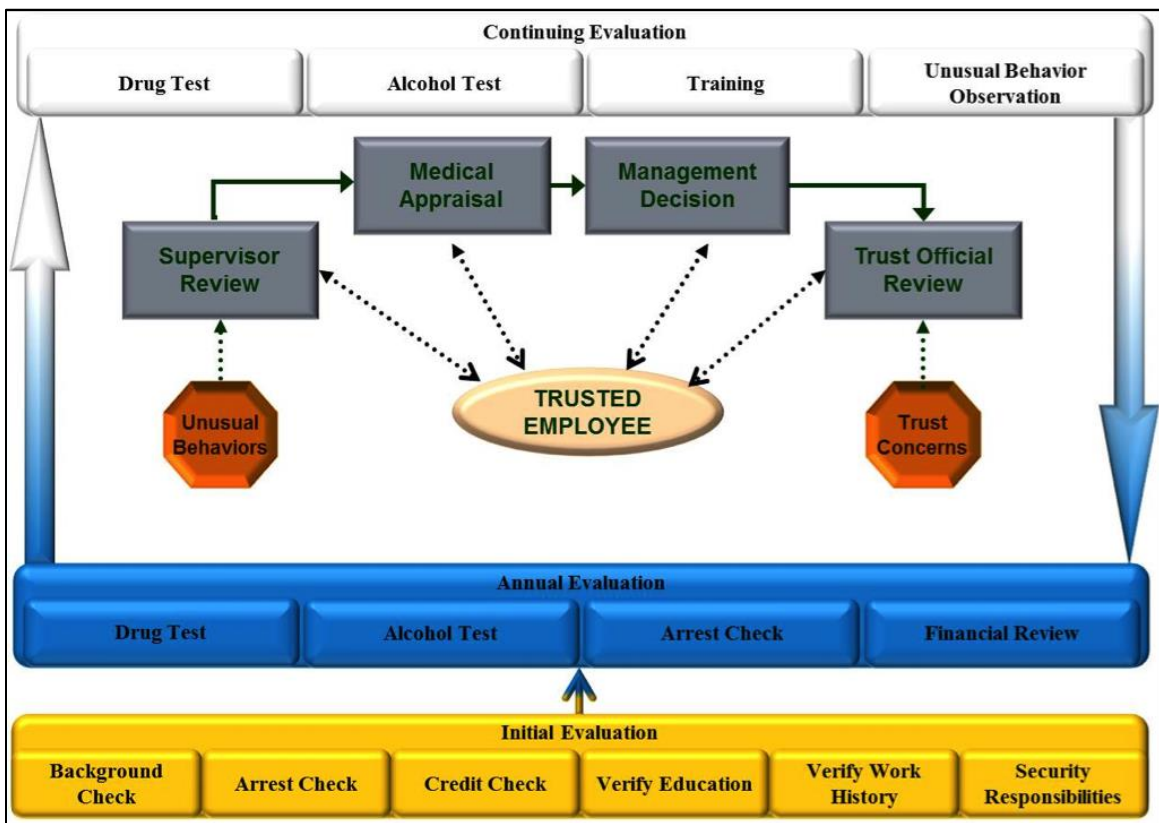 Continuing Evaluation
Drug Test
Alcohol Test
Training
Unusual Behavior
Observation
Medical
Appraisal
Management
Decision
Supervisor
Review
Trust Official
Review
Unusual
Behaviors
TRUSTED
EMPLOYEE
Trust
Concerns
Annual Evaluation
Drug Test
Alcohol Test
Arrest Check
Financial Review
Initial Evaluation
Background
Check
Arrest Check
Credit Check
Verify Education
Verify Work
History
Security
Responsibilities